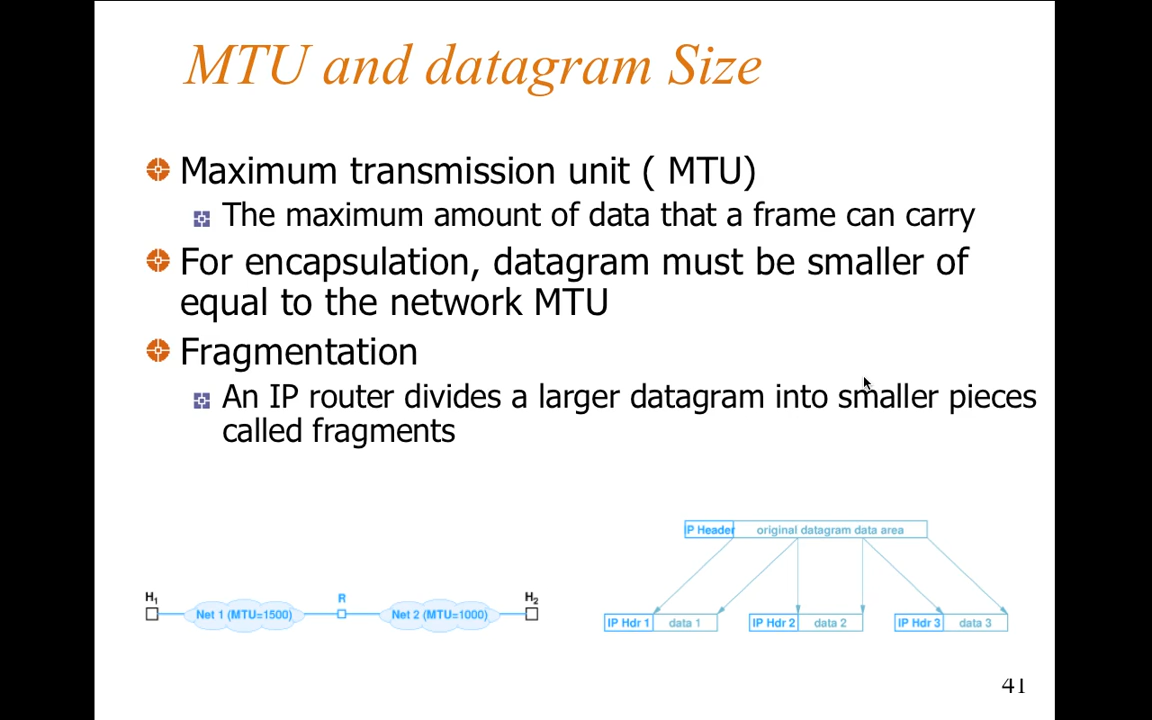 MTU and datagram Size
Maximum transmission unit ( MTU)
The maximum amount of data that a frame can carry
For encapsulation, datagram must be smaller of
equal to the network MTU
Fragmentation
An IP router divides a larger datagram into smaller pieces
called fragments
IP Header original datagram data area
H1 R H2
Net 1 (MTU=1500) Net 2 (MTU=1000)
IP Hdr 1 data 1 IP Hdr 2 data 2 IP Hdr 3 data 3
41